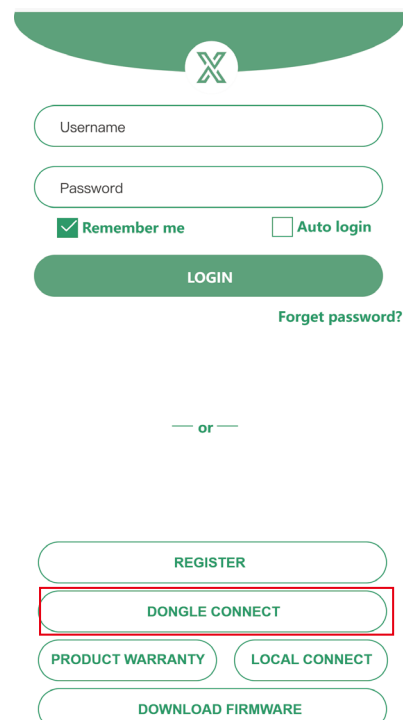 Username
Password
Remember me Auto login
LOGIN
Forget password?
or
REGISTER
DONGLE CONNECT
PRODUCT WARRANTY LOCAL CONNECT
DOWNLOAD FIRMWARE